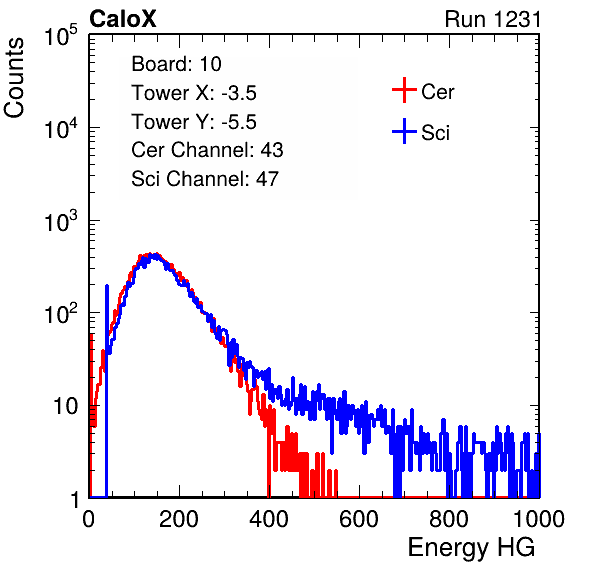 CaloX Run 1231
Counts
Board: 10
Tower X: -3.5
Tower Y: -5.5
Cer Channel: 43
Sci Channel: 47
Cer
Sci
10^5
10^4
10^3
10^2
10
1
0 200 400 600 800 1000
Energy HG